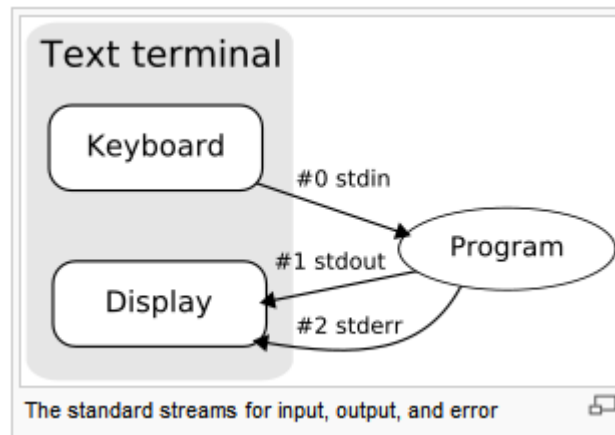 Text terminal
Keyboard
#0 stdin
Program
#1 stdout
Display
#2 stderr
The standard streams for input, output, and error